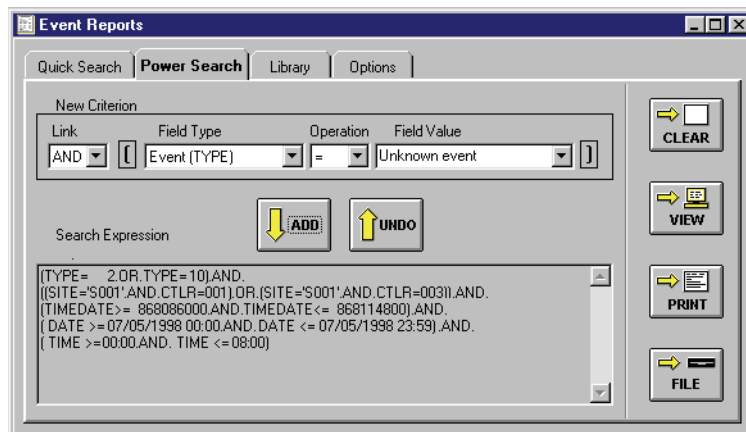 Event Reports
Quick Search Power Search Library Options
New Criterion
Link Field Type Operation Field Value
AND [ Event (TYPE) = Unknown event ]
ADD UNDO
Search Expression
(TYPE= 2.OR.TYPE=10).AND.
((SITE='S001'.AND.CTLR=001).OR.(SITE='S001'.AND.CTLR=003)).AND.
(TIMEDATE>= 868086000.AND.TIMEDATE<= 868114800).AND.
( DATE >=07/05/1998 00:00.AND.DATE <= 07/05/1998 23:59).AND.
( TIME >=00:00.AND. TIME <=08:00)
CLEAR
VIEW
PRINT
FILE